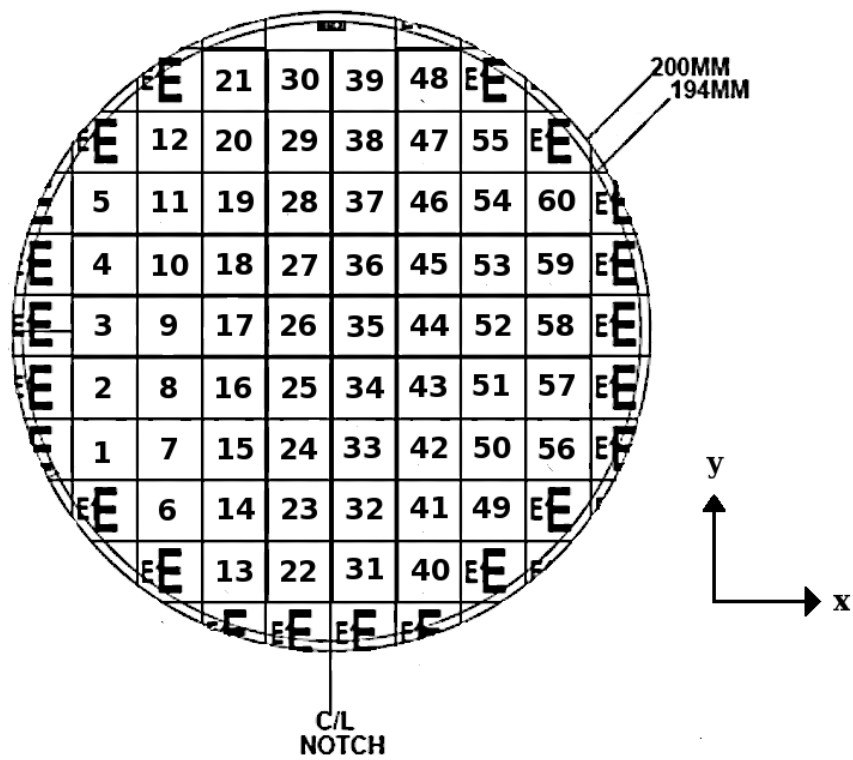 E E 21 30 39 48 E E
200MM
194MM
E E 12 20 29 38 47 55 E E
5 11 19 28 37 46 54 60 E
4 10 18 27 36 45 53 59 E E
E
3 9 17 26 35 44 52 58 E E
E
2 8 16 25 34 43 51 57 E E
E
1 7 15 24 33 42 50 56 E E
y
E E 6 14 23 32 41 49 E E
E E 13 22 31 40 E E
x
E E E E E E
C/L
NOTCH